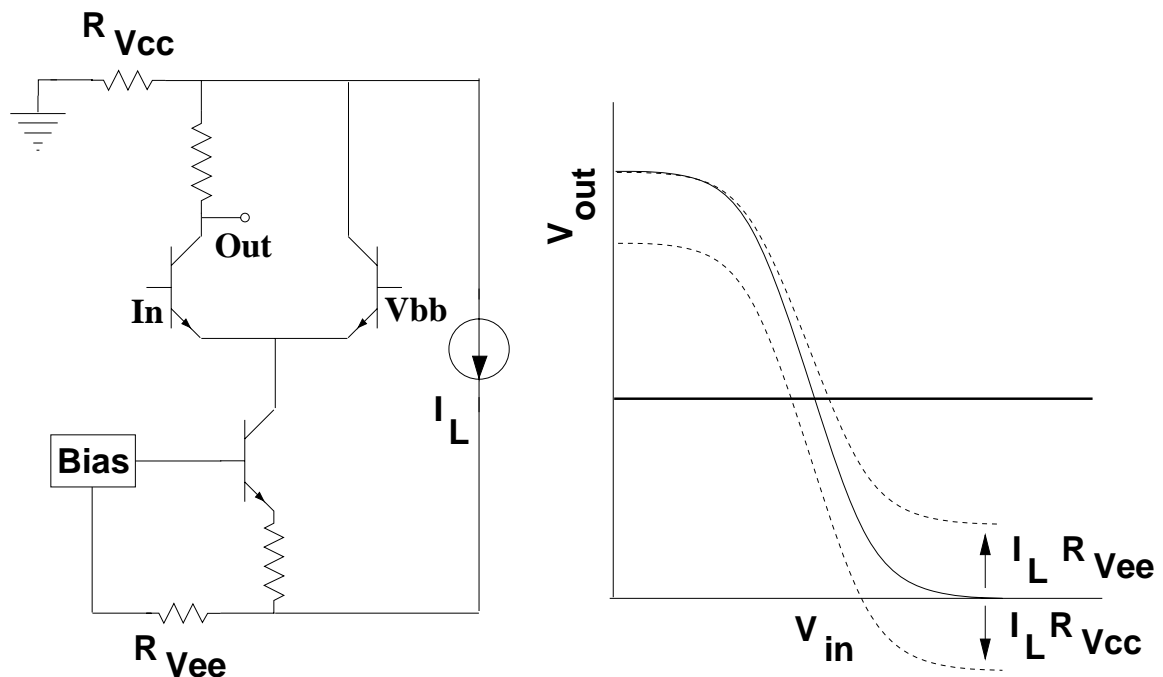 R Vcc
Out
In
Vbb
I L
Bias
R Vee
V out
I L R Vee
V in
I L R Vcc